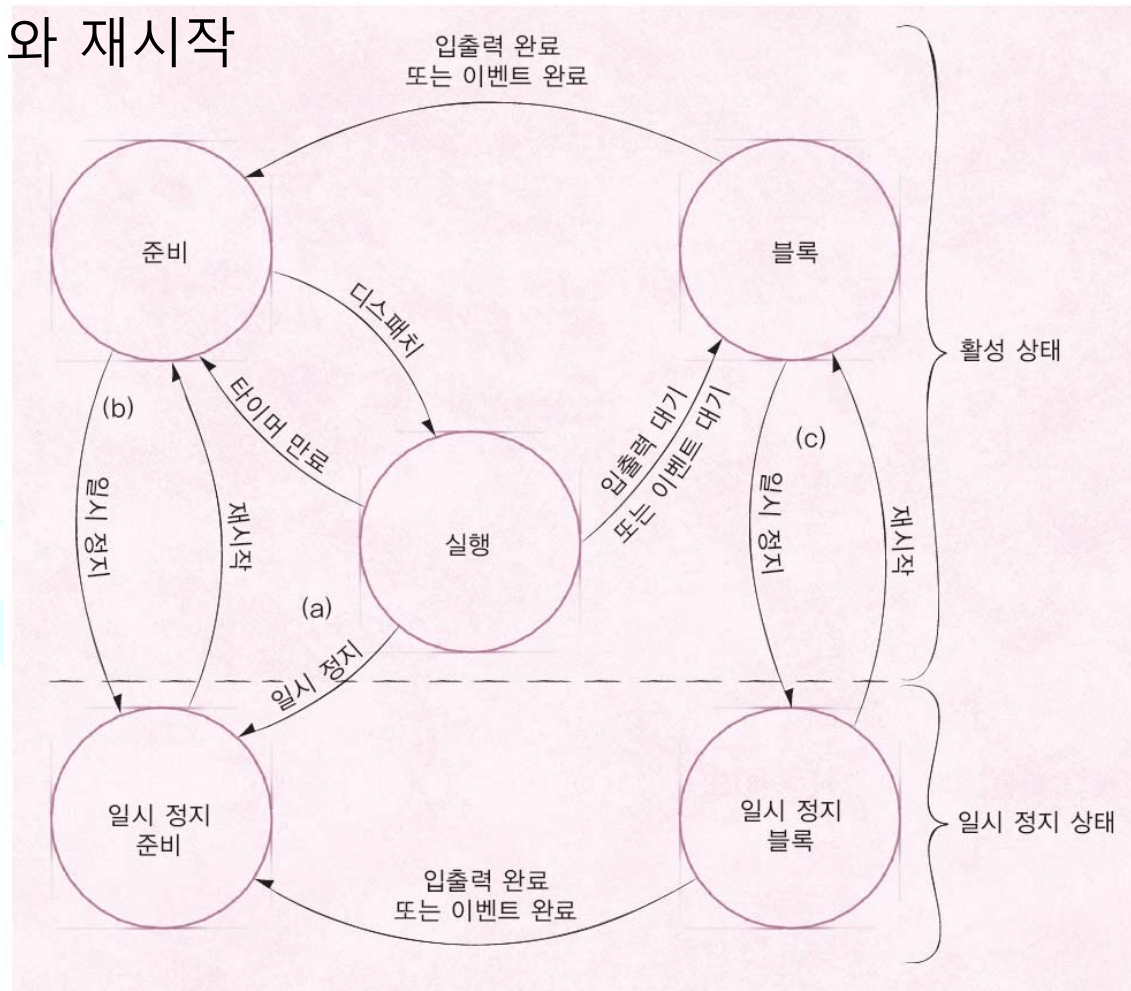 와 재시작
입출력 완료
또는 이벤트 완료
준비
블록
디스패치
활성 상태
타이머 만료
(b)
입출력 대기
또는 이벤트 대기
(c)
일시 정지
재시작
실행
일시 정지
재시작
(a)
일시 정지
일시 정지
준비
일시 정지
블록
일시 정지 상태
입출력 완료
또는 이벤트 완료